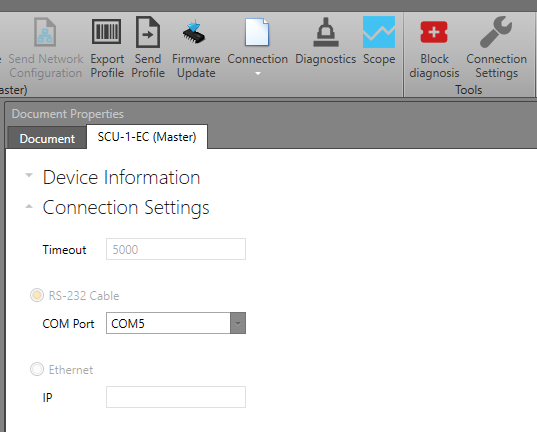 Send Network
Configuration
Export
Profile
Send
Profile
Firmware
Update
Connection
Diagnostics
Scope
Block
diagnosis
Connection
Settings
ster)
Tools
Document Properties
Document
SCU-1-EC (Master)
Device Information
Connection Settings
Timeout
5000
RS-232 Cable
COM Port
COM5
Ethernet
IP